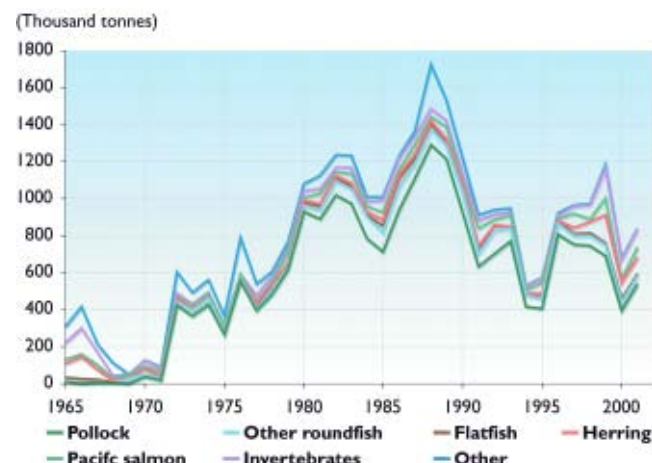 (Thousand tonnes)
1800
1600
1400
1200
1000
800
600
400
200
0
1965 1970 1975 1980 1985 1990 1995 2000
Pollock Other roundfish Flatfish Herring
Pacifc salmon Invertebrates Other